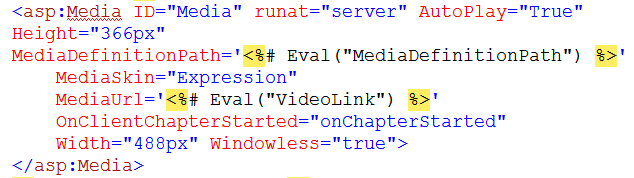 <asp:Media ID="Media" runat="server" AutoPlay="True"
Height="366px"
MediaDefinitionPath='<%# Eval("MediaDefinitionPath") %>'
MediaSkin="Expression"
MediaUrl='<%# Eval("VideoLink") %>'
OnClientChapterStarted="onChapterStarted"
Width="488px" Windowless="true">
</asp:Media>